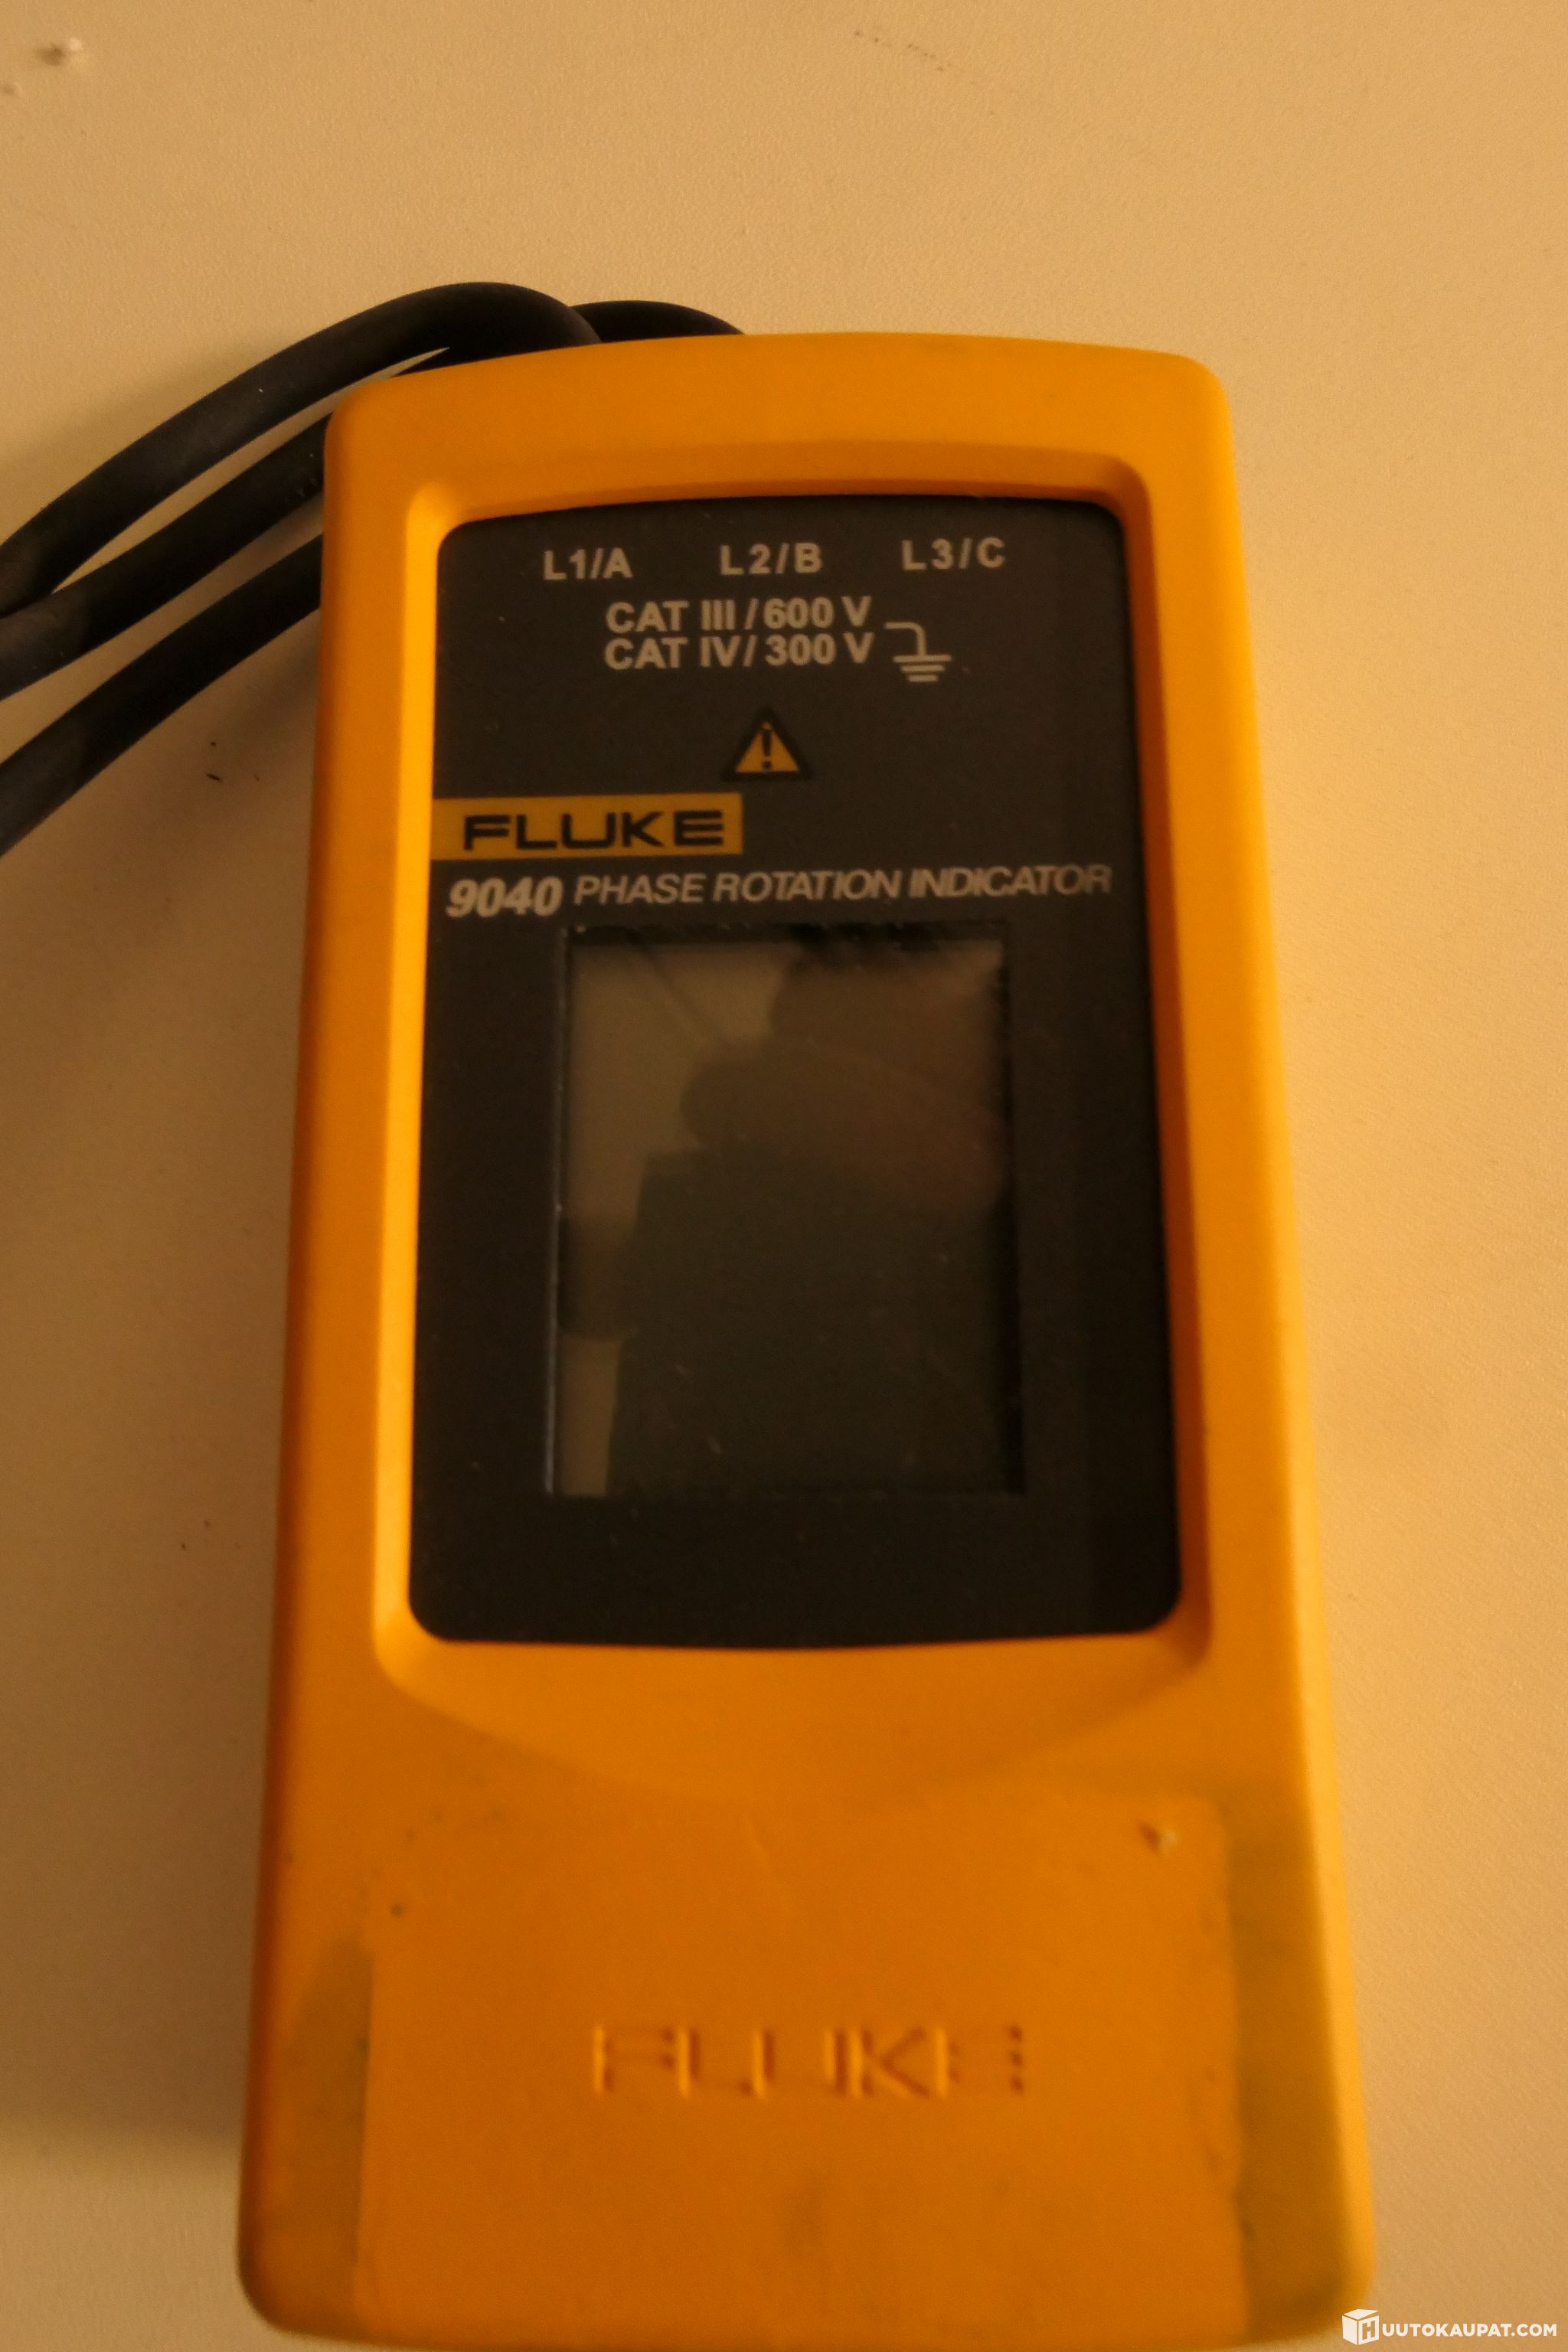 L1/A L2/B L3/C
CAT III/600 V
CAT IV/300 V
FLUKE
9040 PHASE ROTATION INDICATOR
FLUKE
HUUTOKAUPAT.COM